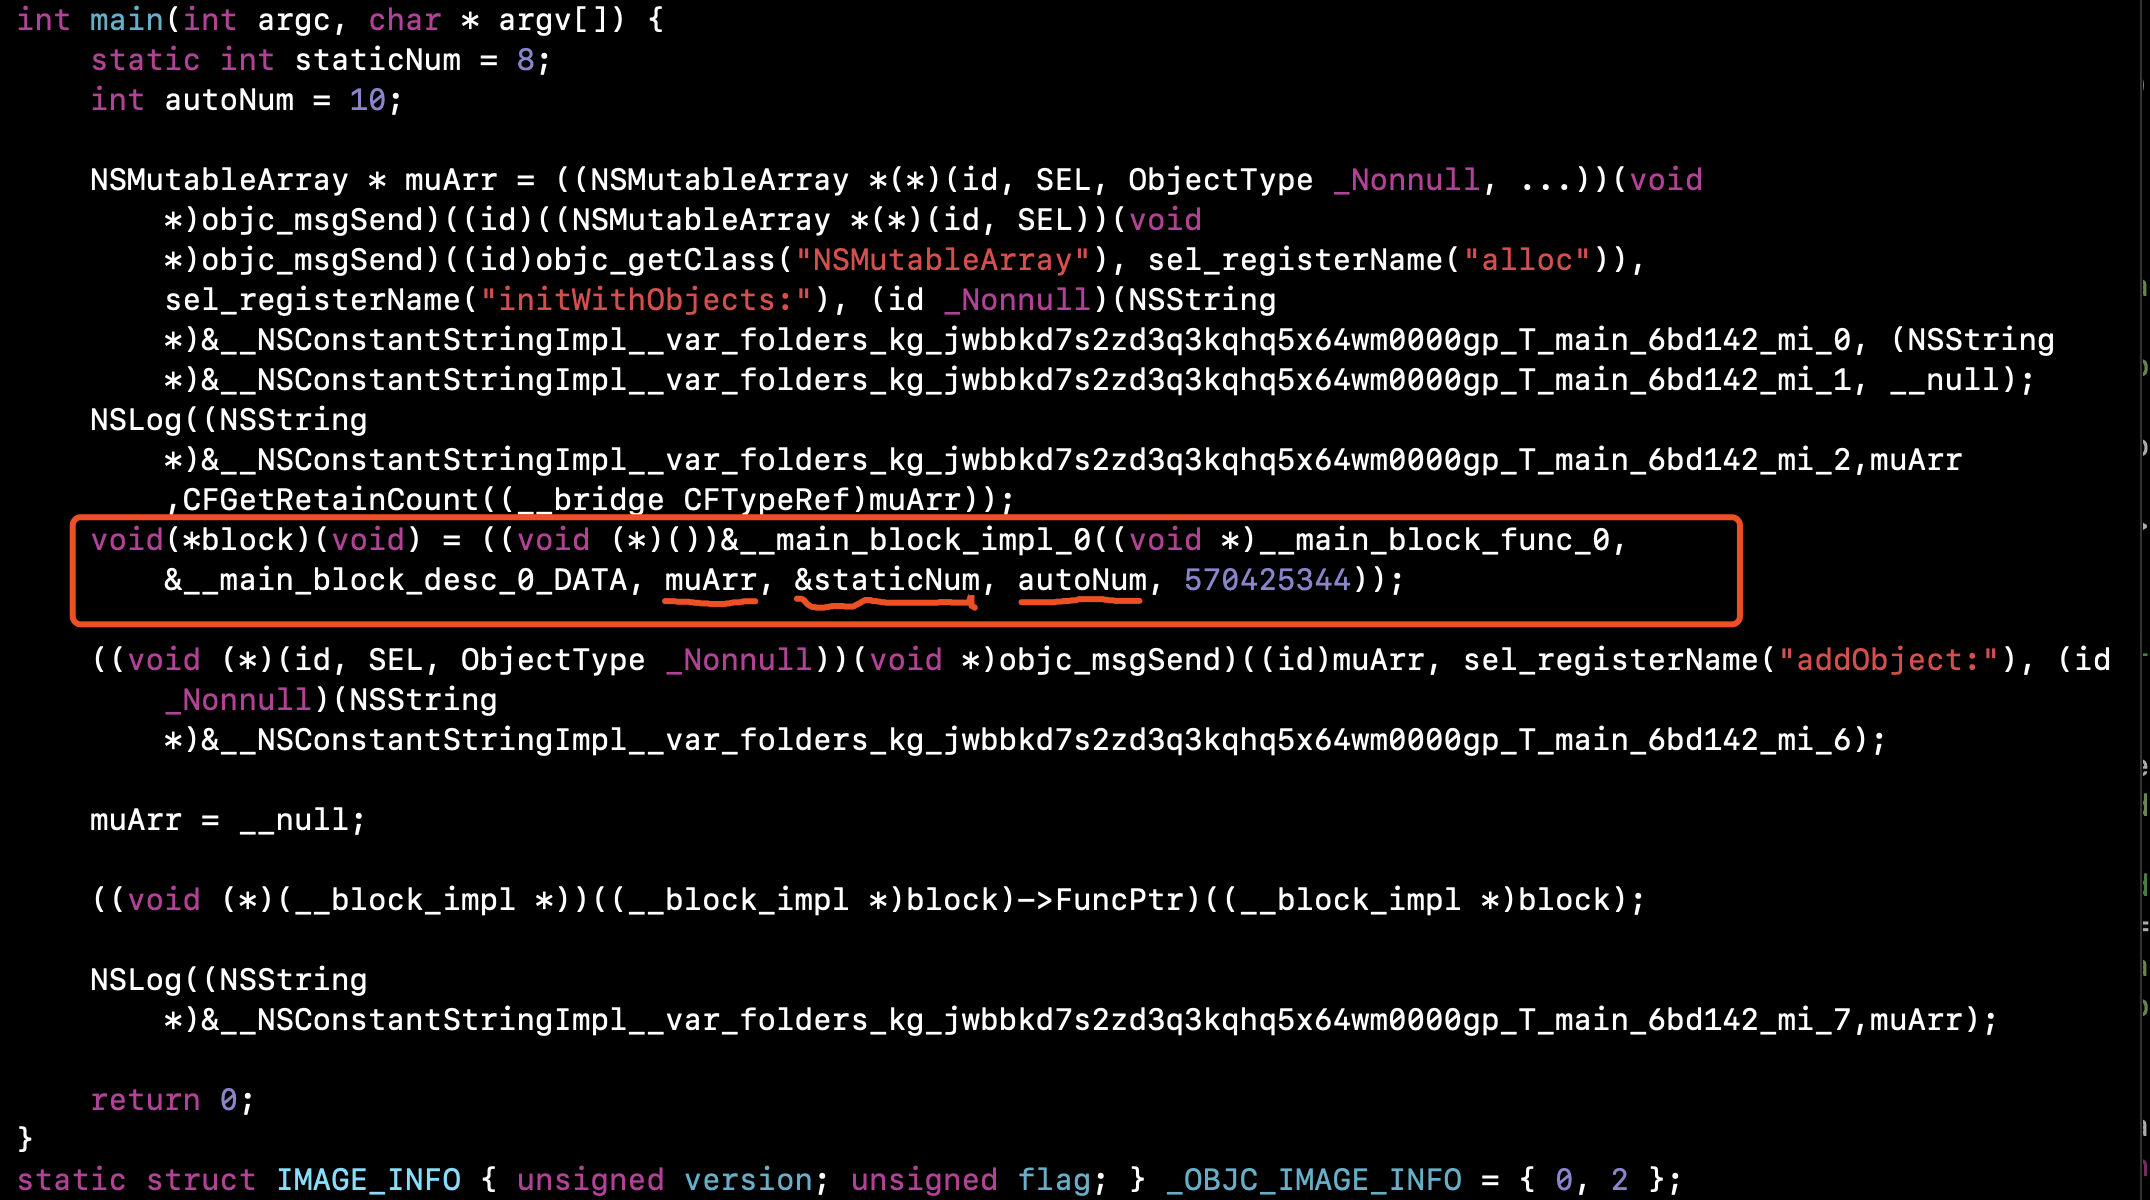 int main(int argc, char * argv[]) {
static int staticNum = 8;
int autoNum = 10;
NSMutableArray * muArr = ((NSMutableArray *(*)(id, SEL, ObjectType _Nonnull, ...))(void
*)objc_msgSend)((id)((NSMutableArray *(*)(id, SEL))(void
*)objc_msgSend)((id)objc_getClass("NSMutableArray"), sel_registerName("alloc")),
sel_registerName("initWithObjects:"), (id _Nonnull)(NSString
*)&__NSConstantStringImpl__var_folders_kg_jwbbkd7s2zd3q3kqhq5x64wm0000gp_T_main_6bd142_mi_0, (NSString
*)&__NSConstantStringImpl__var_folders_kg_jwbbkd7s2zd3q3kqhq5x64wm0000gp_T_main_6bd142_mi_1, __null);
NSLog((NSString
*)&__NSConstantStringImpl__var_folders_kg_jwbbkd7s2zd3q3kqhq5x64wm0000gp_T_main_6bd142_mi_2,muArr
,CFGetRetainCount((__bridge CFTypeRef)muArr));
void(*block)(void) = ((void (*)())&__main_block_impl_0((void *)__main_block_func_0,
&__main_block_desc_0_DATA, muArr, &staticNum, autoNum, 570425344));
((void (*)(id, SEL, ObjectType _Nonnull))(void *)objc_msgSend)((id)muArr, sel_registerName("addObject:"), (id
_Nonnull)(NSString
*)&__NSConstantStringImpl__var_folders_kg_jwbbkd7s2zd3q3kqhq5x64wm0000gp_T_main_6bd142_mi_6);
muArr = __null;
((void (*)(__block_impl *))((__block_impl *)block)->FuncPtr)((__block_impl *)block);
NSLog((NSString
*)&__NSConstantStringImpl__var_folders_kg_jwbbkd7s2zd3q3kqhq5x64wm0000gp_T_main_6bd142_mi_7,muArr);
return 0;
}
static struct IMAGE_INFO { unsigned version; unsigned flag; } _OBJC_IMAGE_INFO = { 0, 2 };